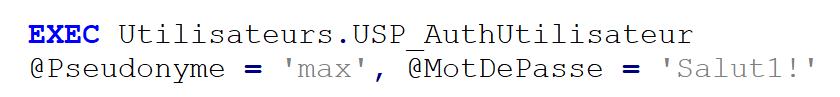 EXEC Utilisateurs.USP_AuthUtilisateur
@Pseudonyme = 'max', @MotDePasse = 'Salut1!'